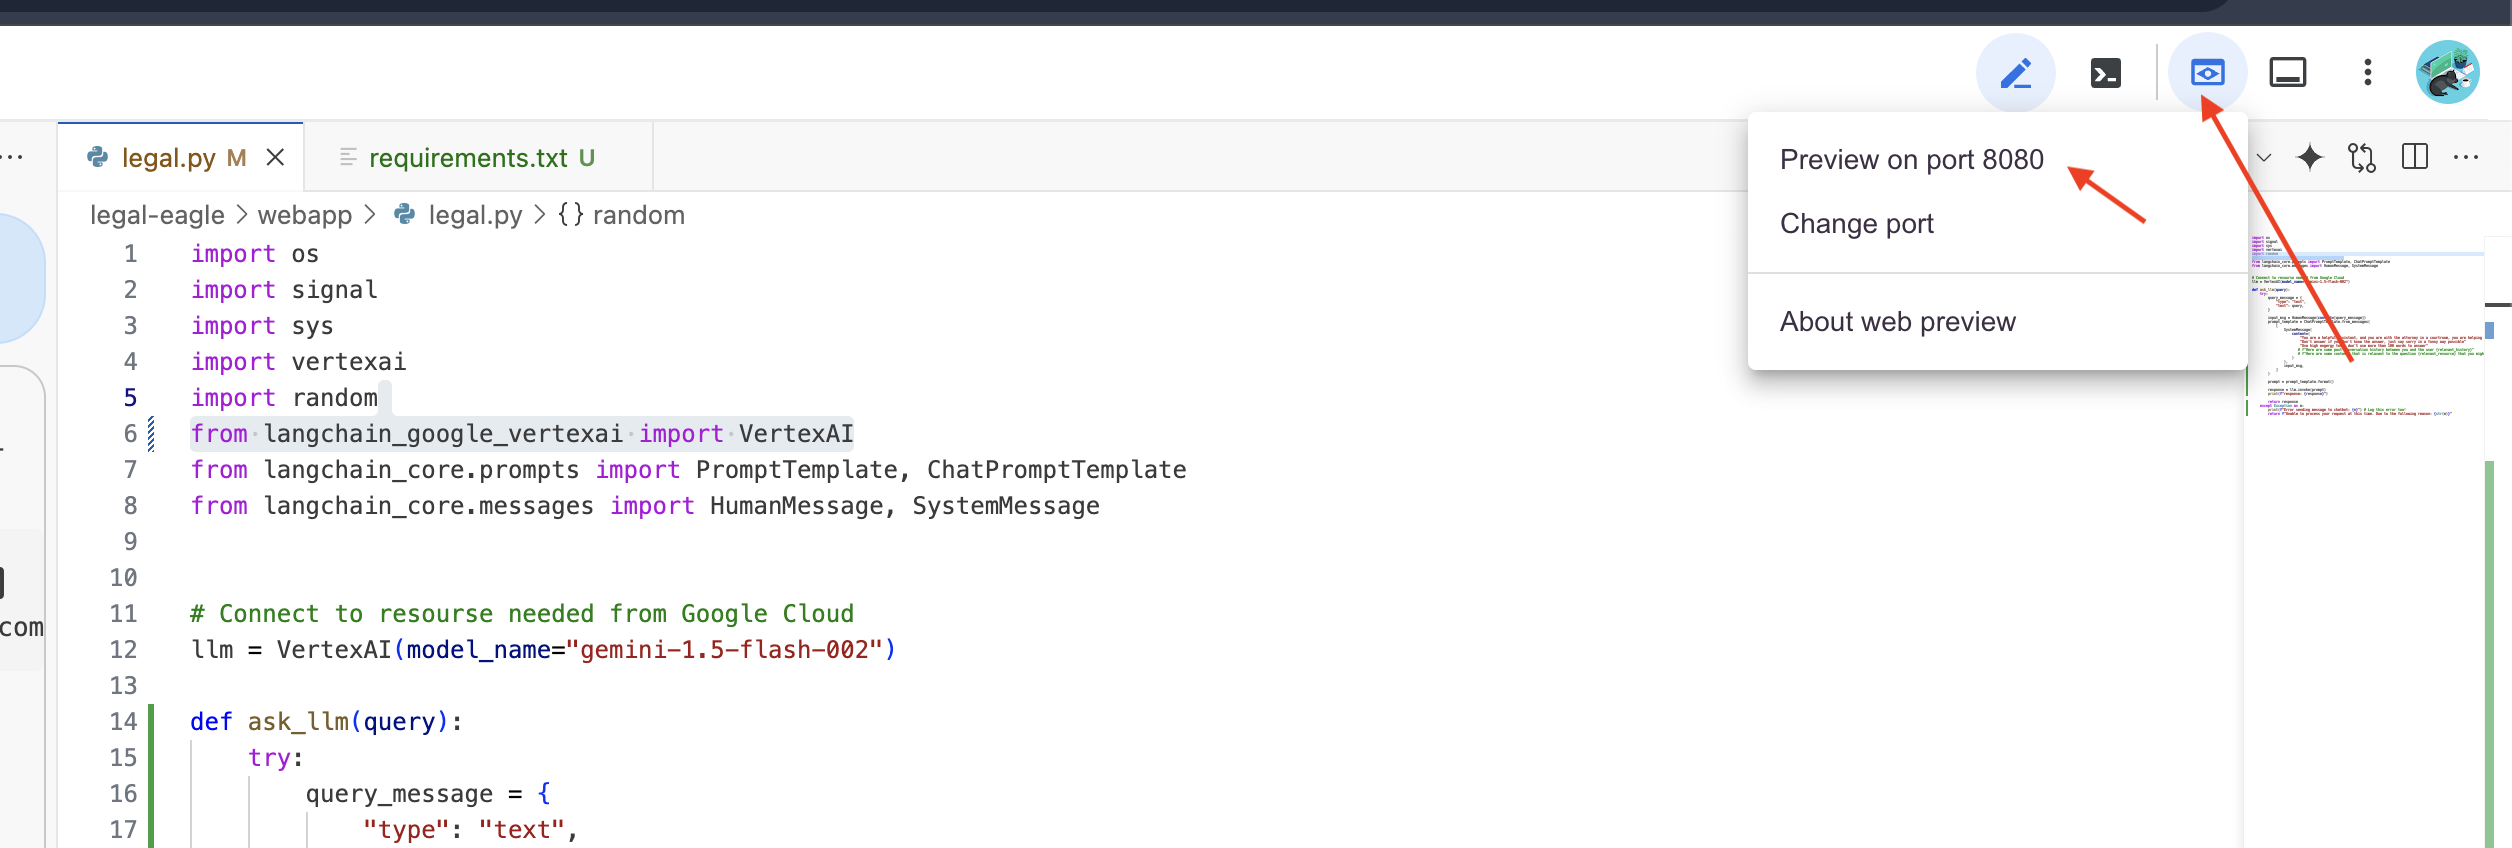 legal.py M
requirements.txt U
Preview on port 8080
Change port
About web preview
legal-eagle > webapp > legal.py > {} random
1 import os
2 import signal
3 import sys
4 import vertexai
5 import random
6 from langchain_google_vertexai import VertexAI
7 from langchain_core.prompts import PromptTemplate, ChatPromptTemplate
8 from langchain_core.messages import HumanMessage, SystemMessage
9
10
11 # Connect to resourse needed from Google Cloud
12 llm = VertexAI(model_name="gemini-1.5-flash-002")
13
14 def ask_llm(query):
15 try:
16 query_message = {
17 "type": "text",
com